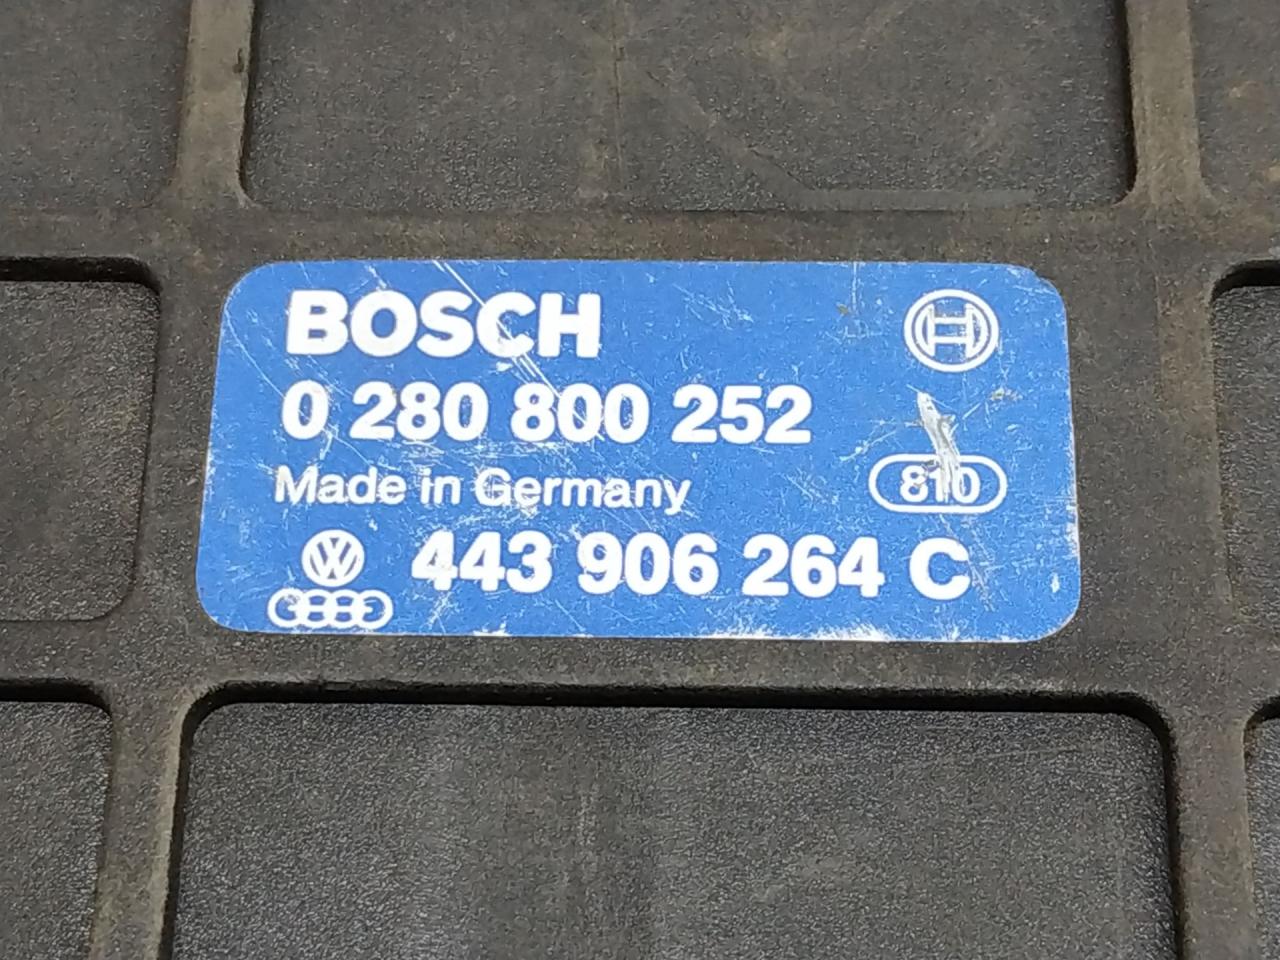 BOSCH
0 280 800 252
Made in Germany
810
443 906 264 C